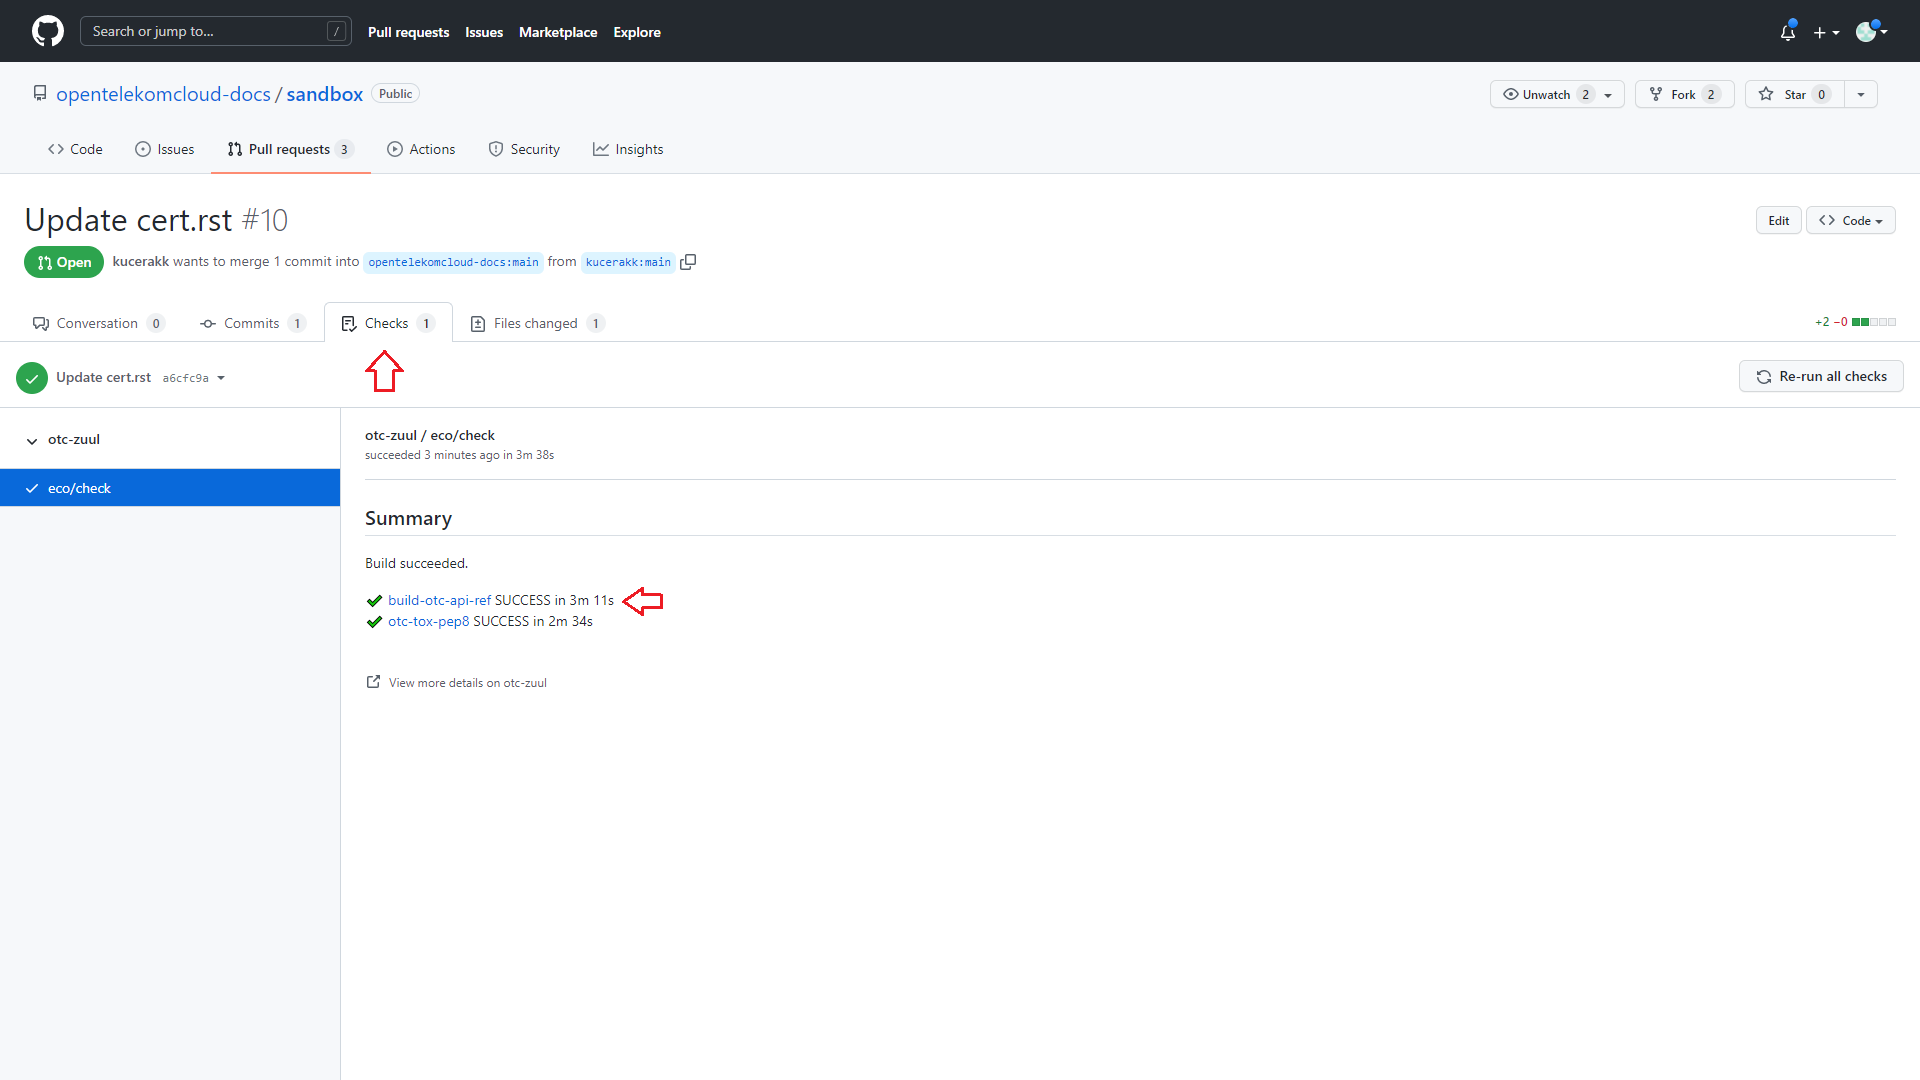 Search or jump to... /
Pull requests Issues Marketplace Explore
opentelekomcloud-docs / sandbox Public
Unwatch 2 Fork 2 Star 0
Code Issues Pull requests 3 Actions Security Insights
Update cert.rst #10
Edit Code
Open kucerakk wants to merge 1 commit into opentelekomcloud-docs:main from kucerakk:main
Conversation 0 Commits 1 Checks 1 Files changed 1
+2 −0
Update cert.rst a6cfc9a
Re-run all checks
otc-zuul
eco/check
otc-zuul / eco/check
succeeded 3 minutes ago in 3m 38s
Summary
Build succeeded.
build-otc-api-ref SUCCESS in 3m 11s
otc-tox-pep8 SUCCESS in 2m 34s
View more details on otc-zuul